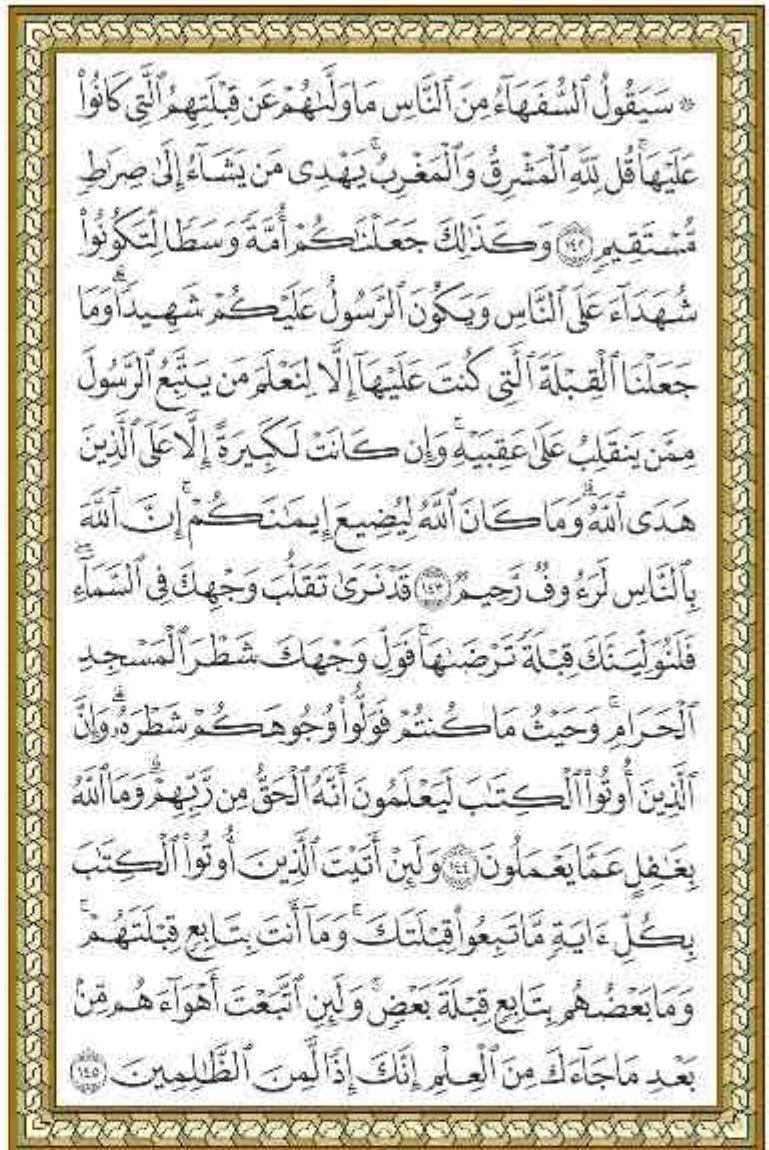 ۞ سَيَقُولُ ٱلسُّفَهَآءُ مِنَ ٱلنَّاسِ مَا وَلَّىٰهُمْ عَن قِبْلَتِهِمُ ٱلَّتِى كَانُوا۟
عَلَيْهَا ۚ قُل لِّلَّهِ ٱلْمَشْرِقُ وَٱلْمَغْرِبُ ۚ يَهْدِى مَن يَشَآءُ إِلَىٰ صِرَٰطٍ
مُّسْتَقِيمٍ ١٤٢ وَكَذَٰلِكَ جَعَلْنَٰكُمْ أُمَّةً وَسَطًا لِّتَكُونُوا۟
شُهَدَآءَ عَلَى ٱلنَّاسِ وَيَكُونَ ٱلرَّسُولُ عَلَيْكُمْ شَهِيدًا ۗ وَمَا
جَعَلْنَا ٱلْقِبْلَةَ ٱلَّتِى كُنتَ عَلَيْهَآ إِلَّا لِنَعْلَمَ مَن يَتَّبِعُ ٱلرَّسُولَ
مِمَّن يَنقَلِبُ عَلَىٰ عَقِبَيْهِ ۚ وَإِن كَانَتْ لَكَبِيرَةً إِلَّا عَلَى ٱلَّذِينَ
هَدَى ٱللَّهُ ۗ وَمَا كَانَ ٱللَّهُ لِيُضِيعَ إِيمَٰنَكُمْ ۚ إِنَّ ٱللَّهَ
بِٱلنَّاسِ لَرَءُوفٌ رَّحِيمٌ ١٤٣ قَدْ نَرَىٰ تَقَلُّبَ وَجْهِكَ فِى ٱلسَّمَآءِ ۖ
فَلَنُوَلِّيَنَّكَ قِبْلَةً تَرْضَىٰهَا ۚ فَوَلِّ وَجْهَكَ شَطْرَ ٱلْمَسْجِدِ
ٱلْحَرَامِ ۚ وَحَيْثُ مَا كُنتُمْ فَوَلُّوا۟ وُجُوهَكُمْ شَطْرَهُۥ ۗ وَإِنَّ
ٱلَّذِينَ أُوتُوا۟ ٱلْكِتَٰبَ لَيَعْلَمُونَ أَنَّهُ ٱلْحَقُّ مِن رَّبِّهِمْ ۗ وَمَا ٱللَّهُ
بِغَٰفِلٍ عَمَّا يَعْمَلُونَ ١٤٤ وَلَئِنْ أَتَيْتَ ٱلَّذِينَ أُوتُوا۟ ٱلْكِتَٰبَ
بِكُلِّ ءَايَةٍ مَّا تَبِعُوا۟ قِبْلَتَكَ ۚ وَمَآ أَنتَ بِتَابِعٍ قِبْلَتَهُمْ ۚ
وَمَا بَعْضُهُم بِتَابِعٍ قِبْلَةَ بَعْضٍ ۚ وَلَئِنِ ٱتَّبَعْتَ أَهْوَآءَهُم مِّنۢ
بَعْدِ مَا جَآءَكَ مِنَ ٱلْعِلْمِ إِنَّكَ إِذًا لَّمِنَ ٱلظَّٰلِمِينَ ١٤٥